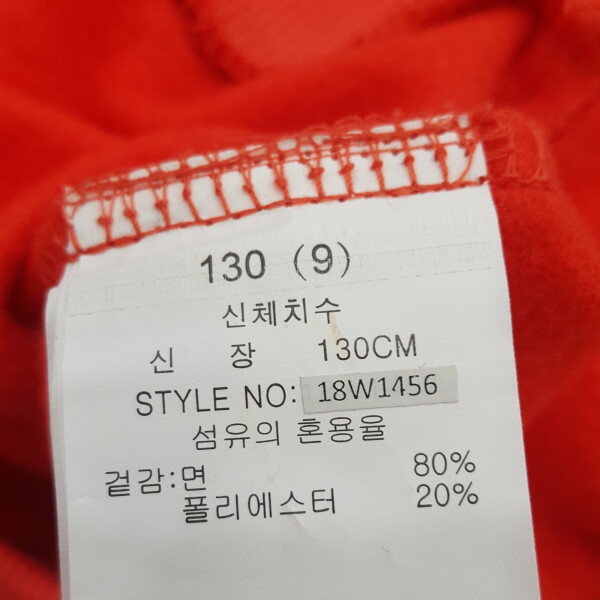 130 (9)
신체치수
신 장 130CM
STYLE NO: 18W1456
섬유의 혼용율
겉감:면 80%
폴리에스터 20%